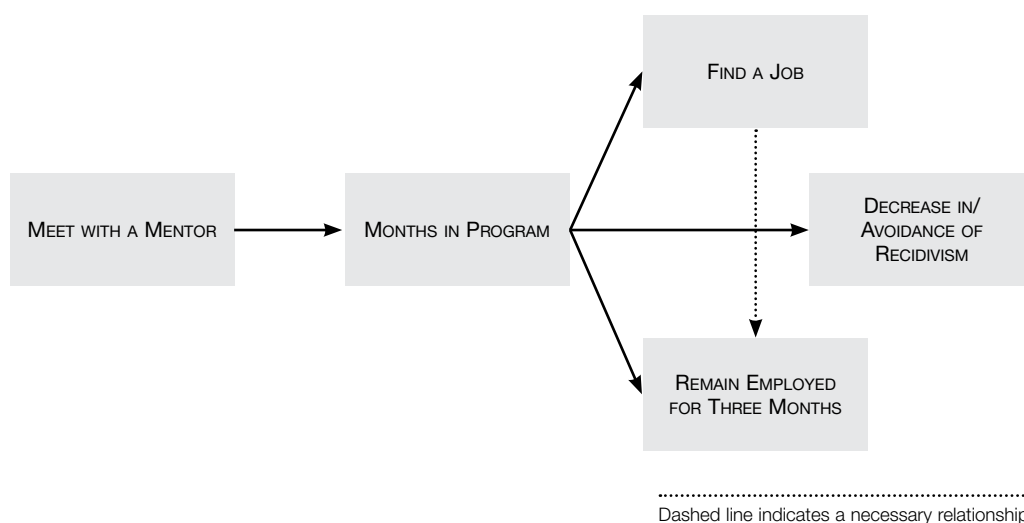 Find a Job
Meet with a Mentor
Months in Program
Decrease in/
Avoidance of
Recidivism
Remain Employed
for Three Months
Dashed line indicates a necessary relationship